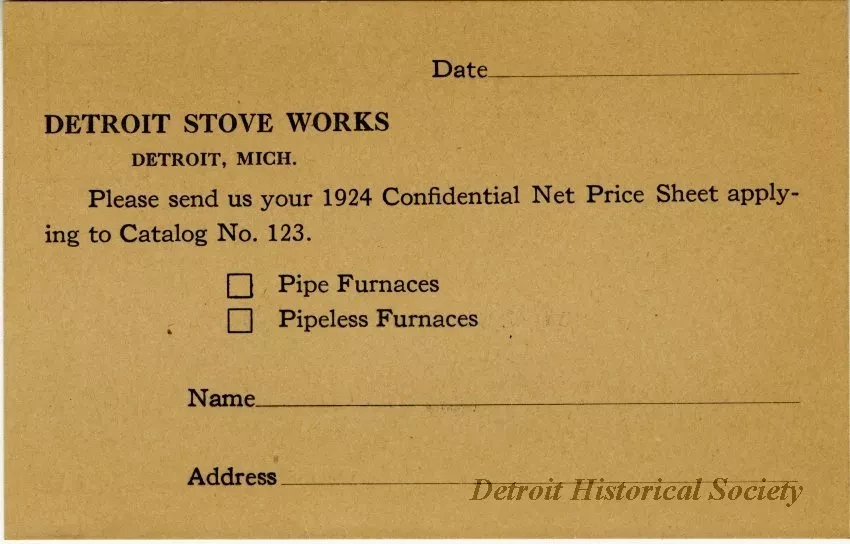 Date
DETROIT STOVE WORKS
DETROIT, MICH.
Please send us your 1924 Confidential Net Price Sheet apply-
ing to Catalog No. 123.
Pipe Furnaces
Pipeless Furnaces
Name
Address
Detroit Historical Society